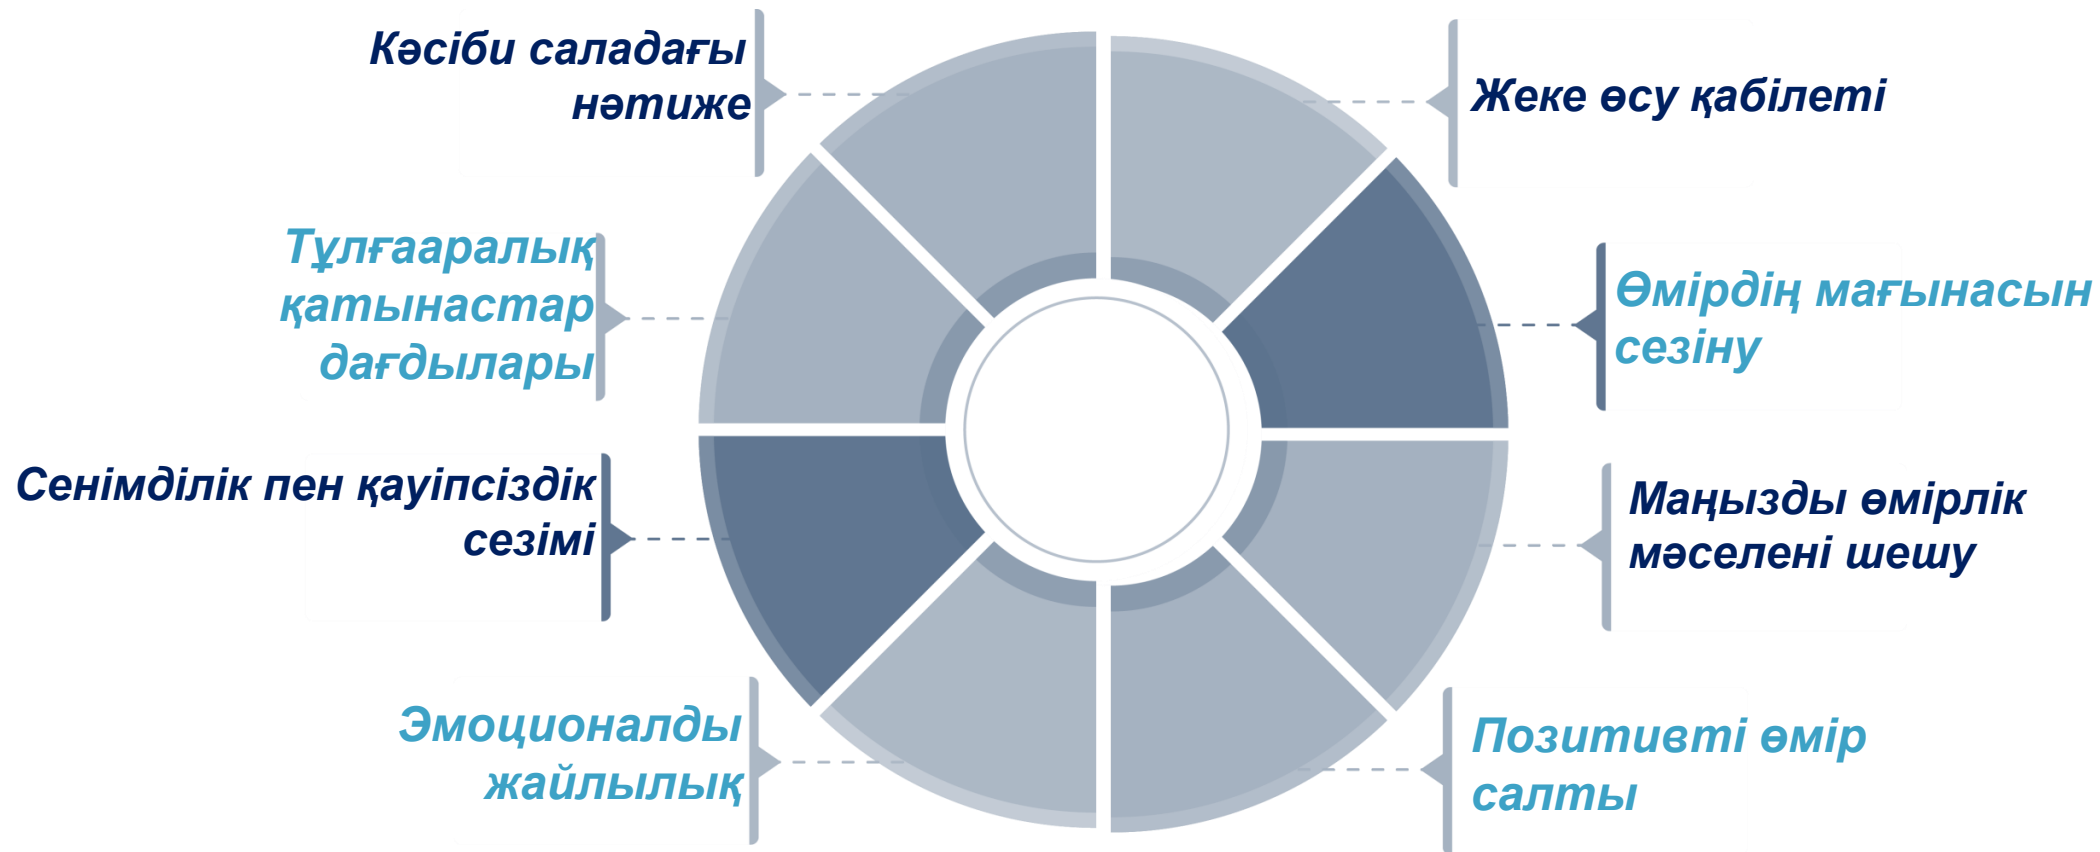 Кәсіби саладағы
нәтиже
Жеке өсу қабілеті
Тұлғааралық
қатынастар
дағдылары
Өмірдің мағынасын
сезіну
Сенімділік пен қауіпсіздік
сезімі
Маңызды өмірлік
мәселені шешу
Эмоционалды
жайлылық
Позитивті өмір
салты